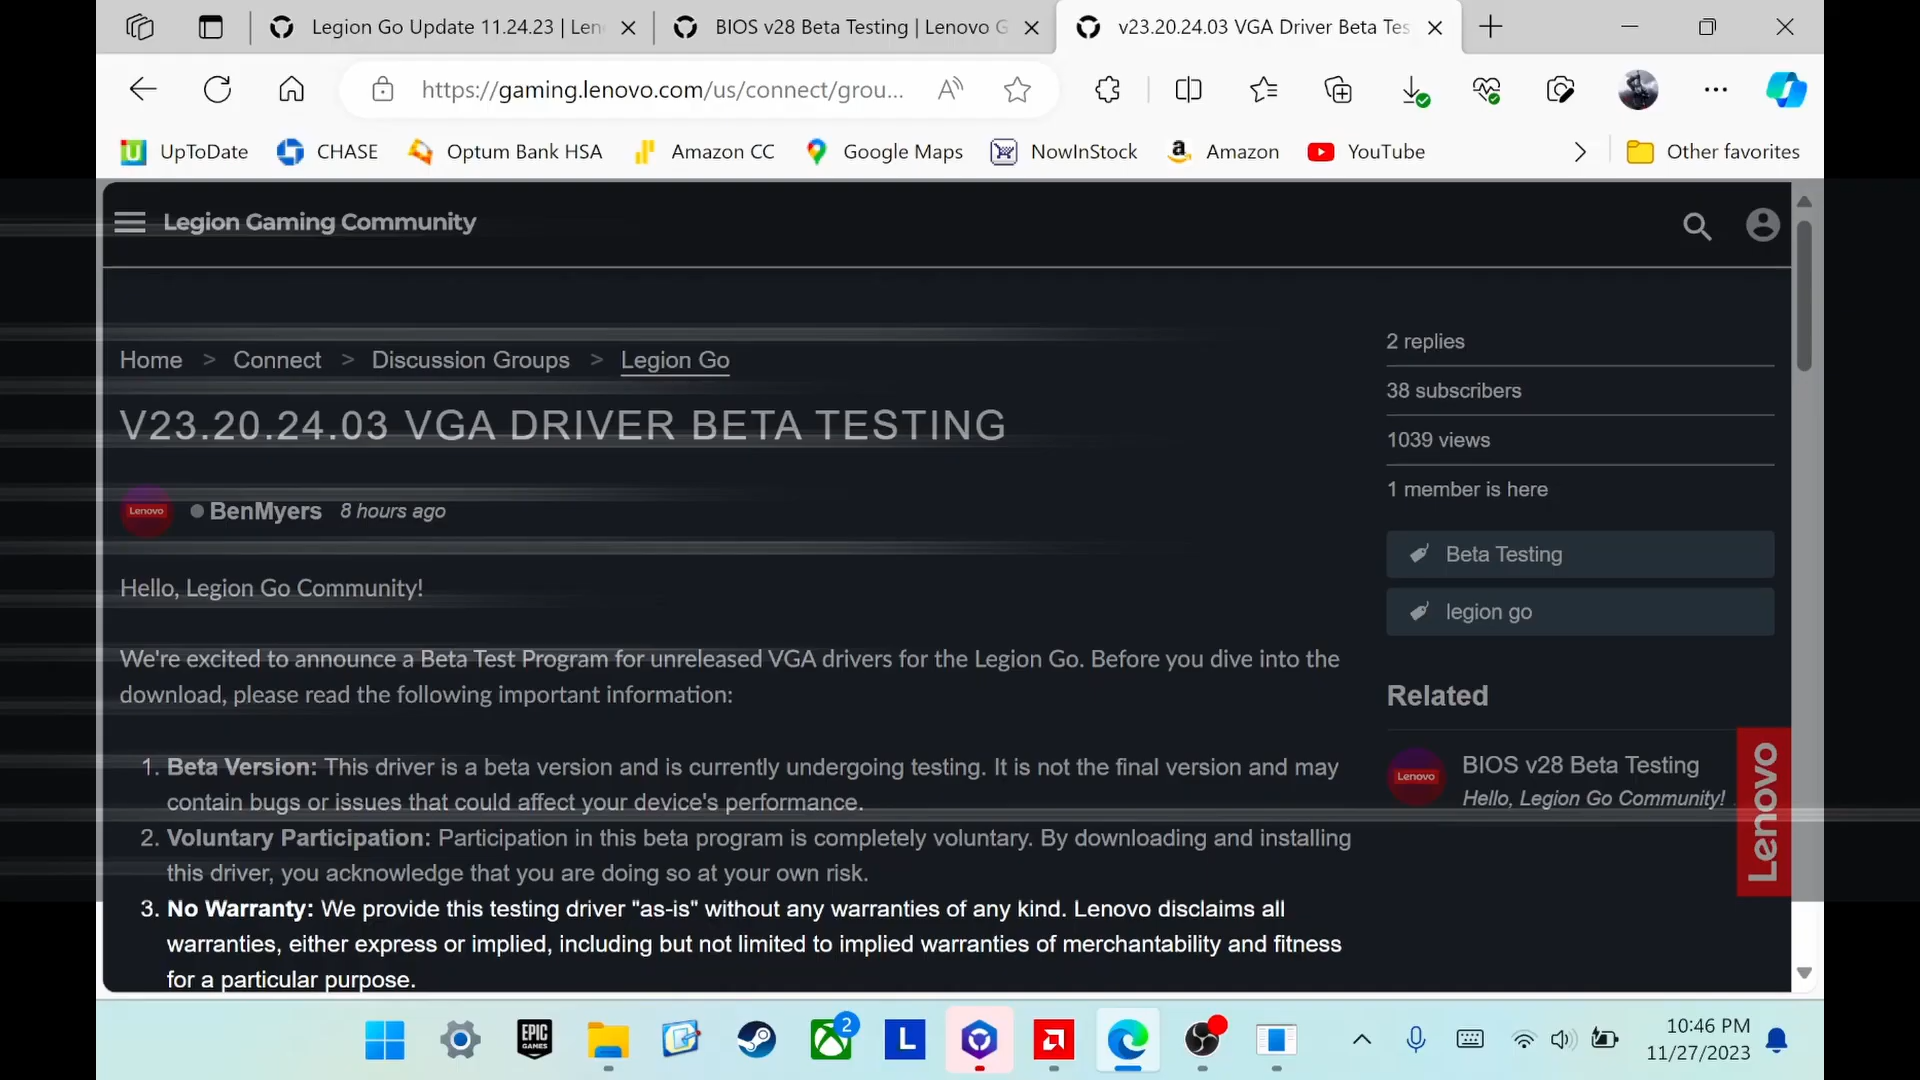 Legion Go Update 11.24.23 | Len
BIOS v28 Beta Testing | Lenovo G
v23.20.24.03 VGA Driver Beta Tes
https://gaming.lenovo.com/us/connect/grou...
UpToDate
CHASE
Optum Bank HSA
Amazon CC
Google Maps
NowInStock
Amazon
YouTube
Other favorites
Legion Gaming Community
Home > Connect > Discussion Groups > Legion Go
V23.20.24.03 VGA DRIVER BETA TESTING
Lenovo
BenMyers 8 hours ago
Hello, Legion Go Community!
We're excited to announce a Beta Test Program for unreleased VGA drivers for the Legion Go. Before you dive into the
download, please read the following important information:
1. Beta Version: This driver is a beta version and is currently undergoing testing. It is not the final version and may
contain bugs or issues that could affect your device's performance.
2. Voluntary Participation: Participation in this beta program is completely voluntary. By downloading and installing
this driver, you acknowledge that you are doing so at your own risk.
3. No Warranty: We provide this testing driver "as-is" without any warranties of any kind. Lenovo disclaims all
warranties, either express or implied, including but not limited to implied warranties of merchantability and fitness
for a particular purpose.
2 replies
38 subscribers
1039 views
1 member is here
Beta Testing
legion go
Related
Lenovo
BIOS v28 Beta Testing
Hello, Legion Go Community!
Lenovo
EPIC
GAMES
2
L
10:46 PM
11/27/2023